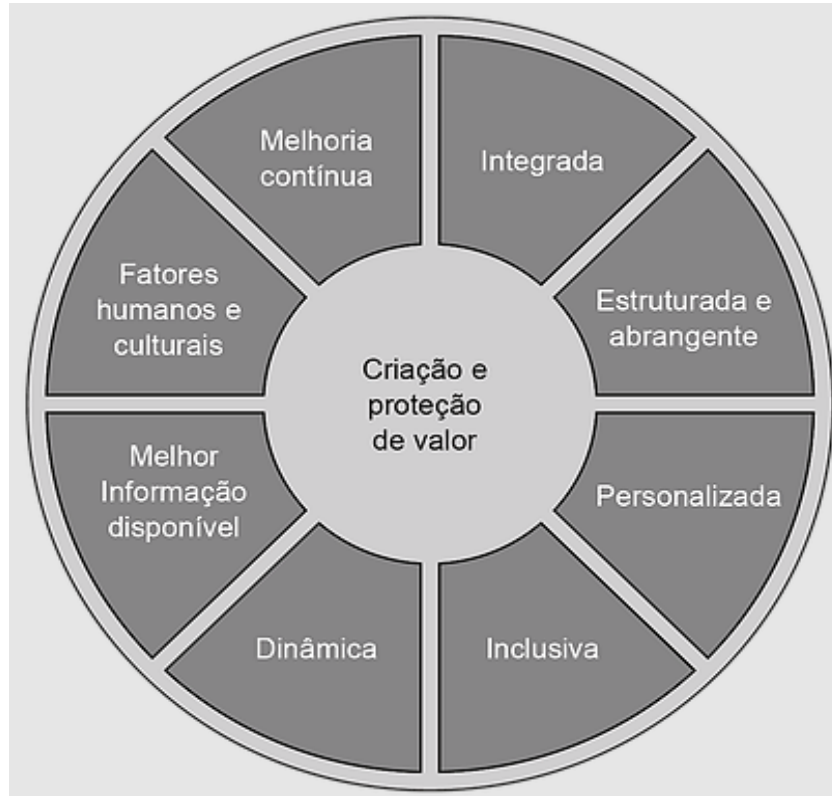 Melhoria
contínua
Integrada
Fatores
humanos e
culturais
Estruturada e
abrangente
Criação e
proteção
de valor
Melhor
Informação
disponível
Personalizada
Dinâmica
Inclusiva